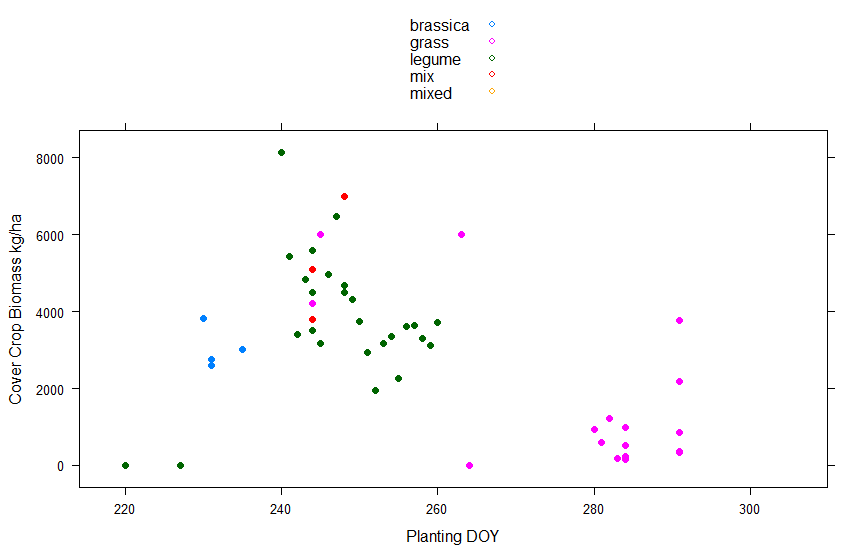 brassica
grass
legume
mix
mixed
8000
6000
4000
2000
0
Cover Crop Biomass kg/ha
220 240 260 280 300
Planting DOY